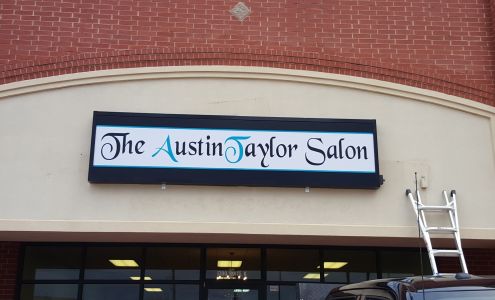 The AustinTaylor Salon